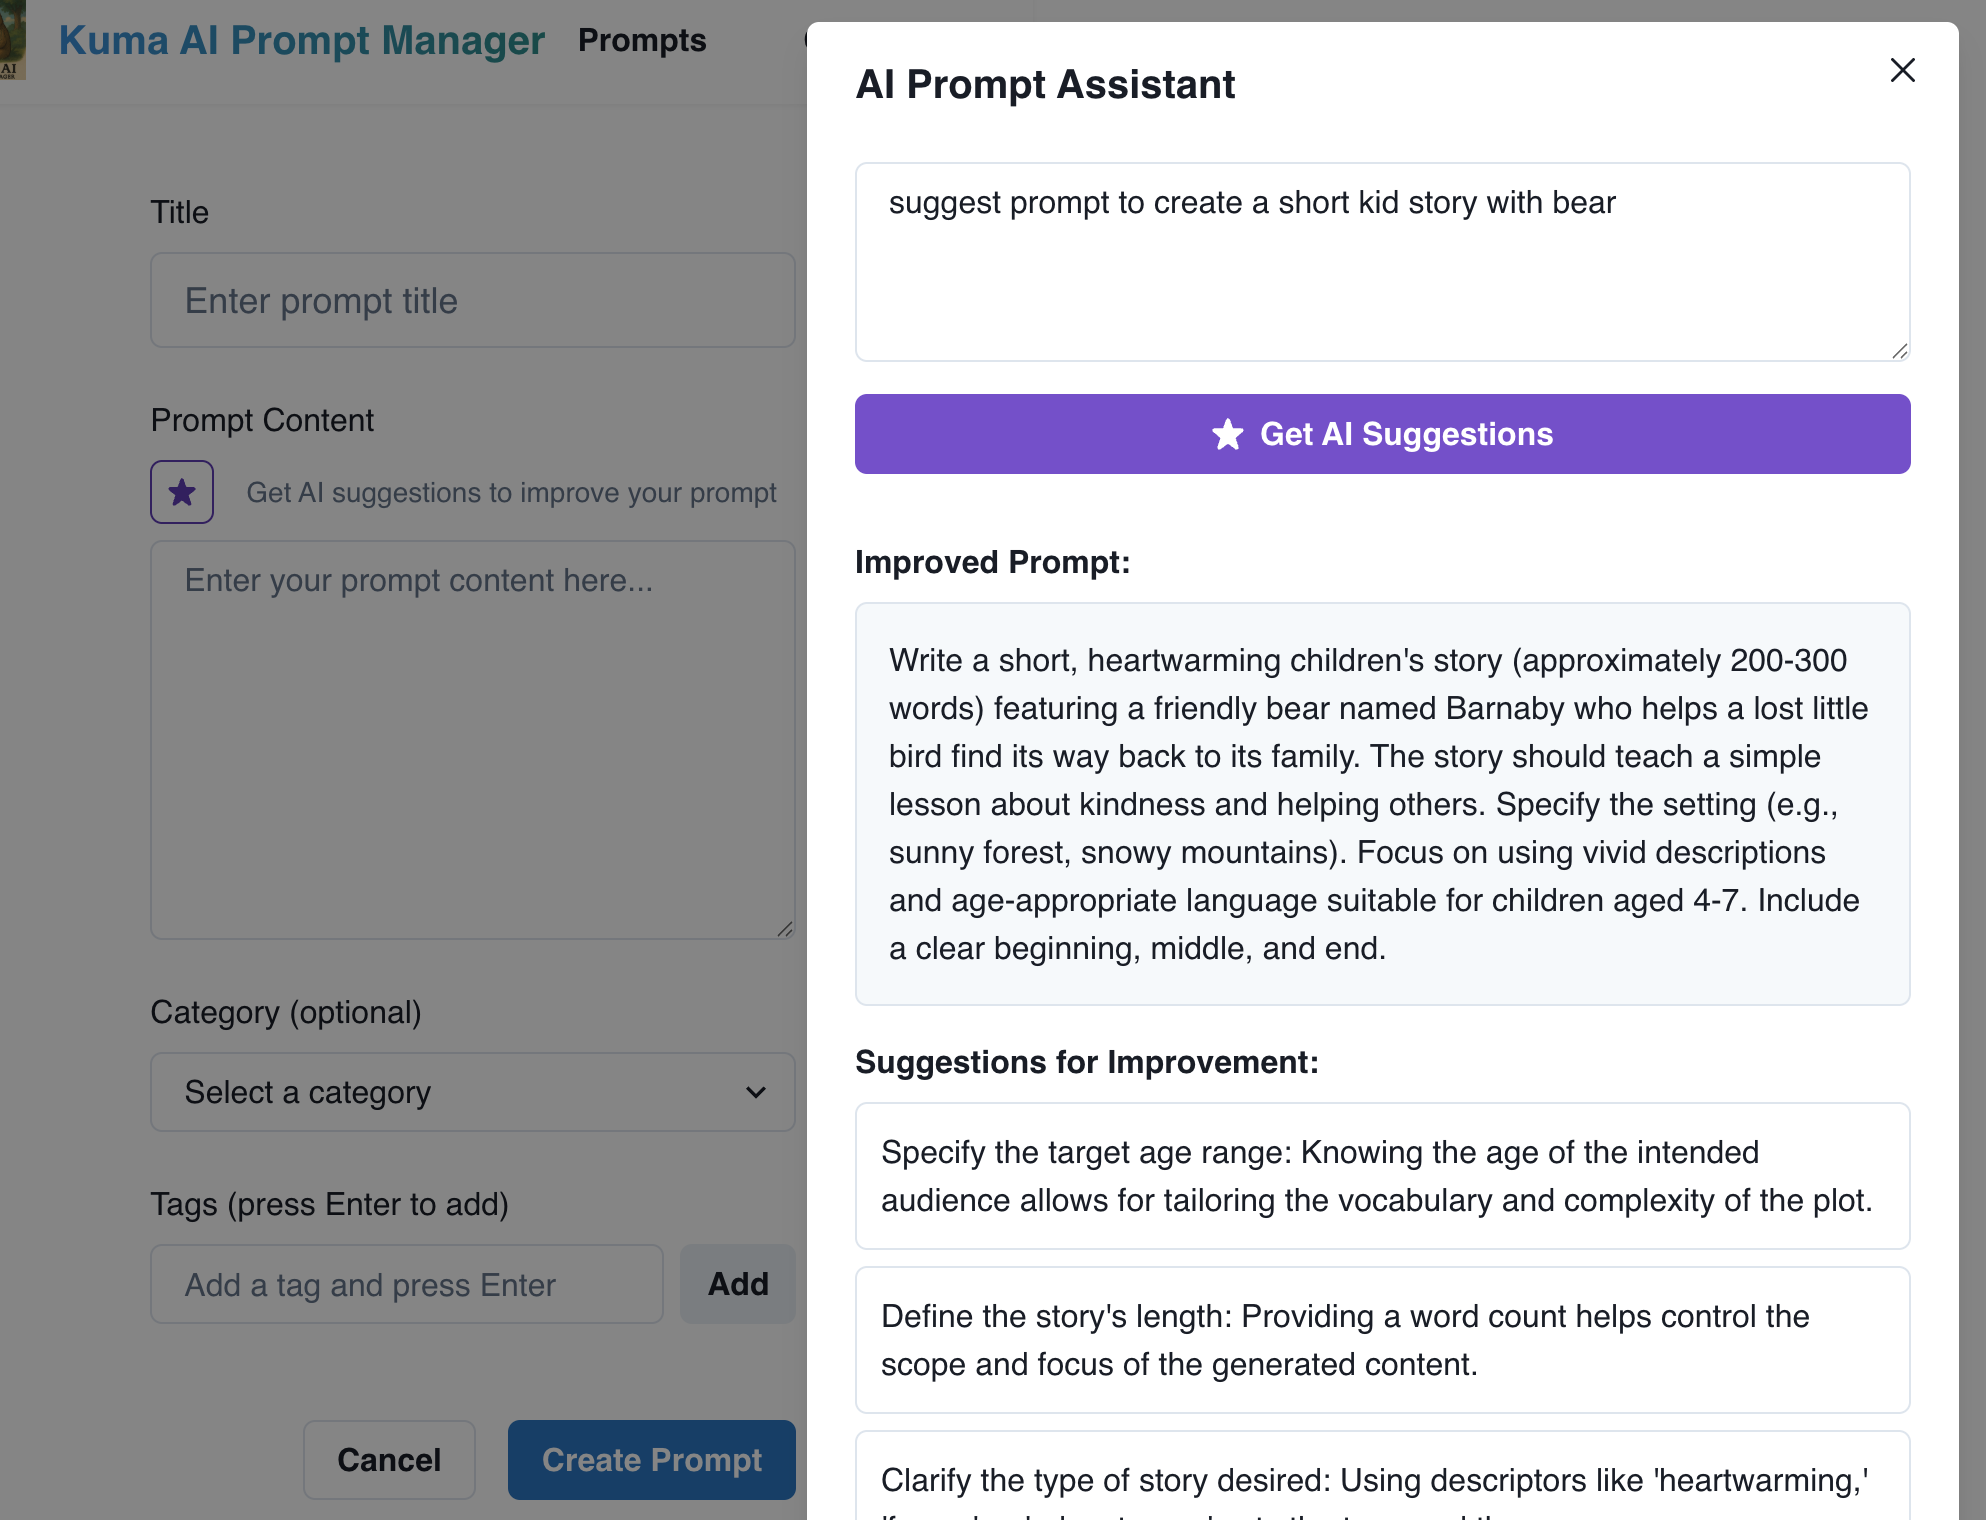 AI
Kuma AI Prompt Manager
Prompts
Title
Enter prompt title
Prompt Content
Get AI suggestions to improve your prompt
Enter your prompt content here...
Category (optional)
Select a category
Tags (press Enter to add)
Add a tag and press Enter
Add
Cancel
Create Prompt
AI Prompt Assistant
suggest prompt to create a short kid story with bear
Get AI Suggestions
Improved Prompt:
Write a short, heartwarming children's story (approximately 200-300
words) featuring a friendly bear named Barnaby who helps a lost little
bird find its way back to its family. The story should teach a simple
lesson about kindness and helping others. Specify the setting (e.g.,
sunny forest, snowy mountains). Focus on using vivid descriptions
and age-appropriate language suitable for children aged 4-7. Include
a clear beginning, middle, and end.
Suggestions for Improvement:
Specify the target age range: Knowing the age of the intended
audience allows for tailoring the vocabulary and complexity of the plot.
Define the story's length: Providing a word count helps control the
scope and focus of the generated content.
Clarify the type of story desired: Using descriptors like 'heartwarming,'